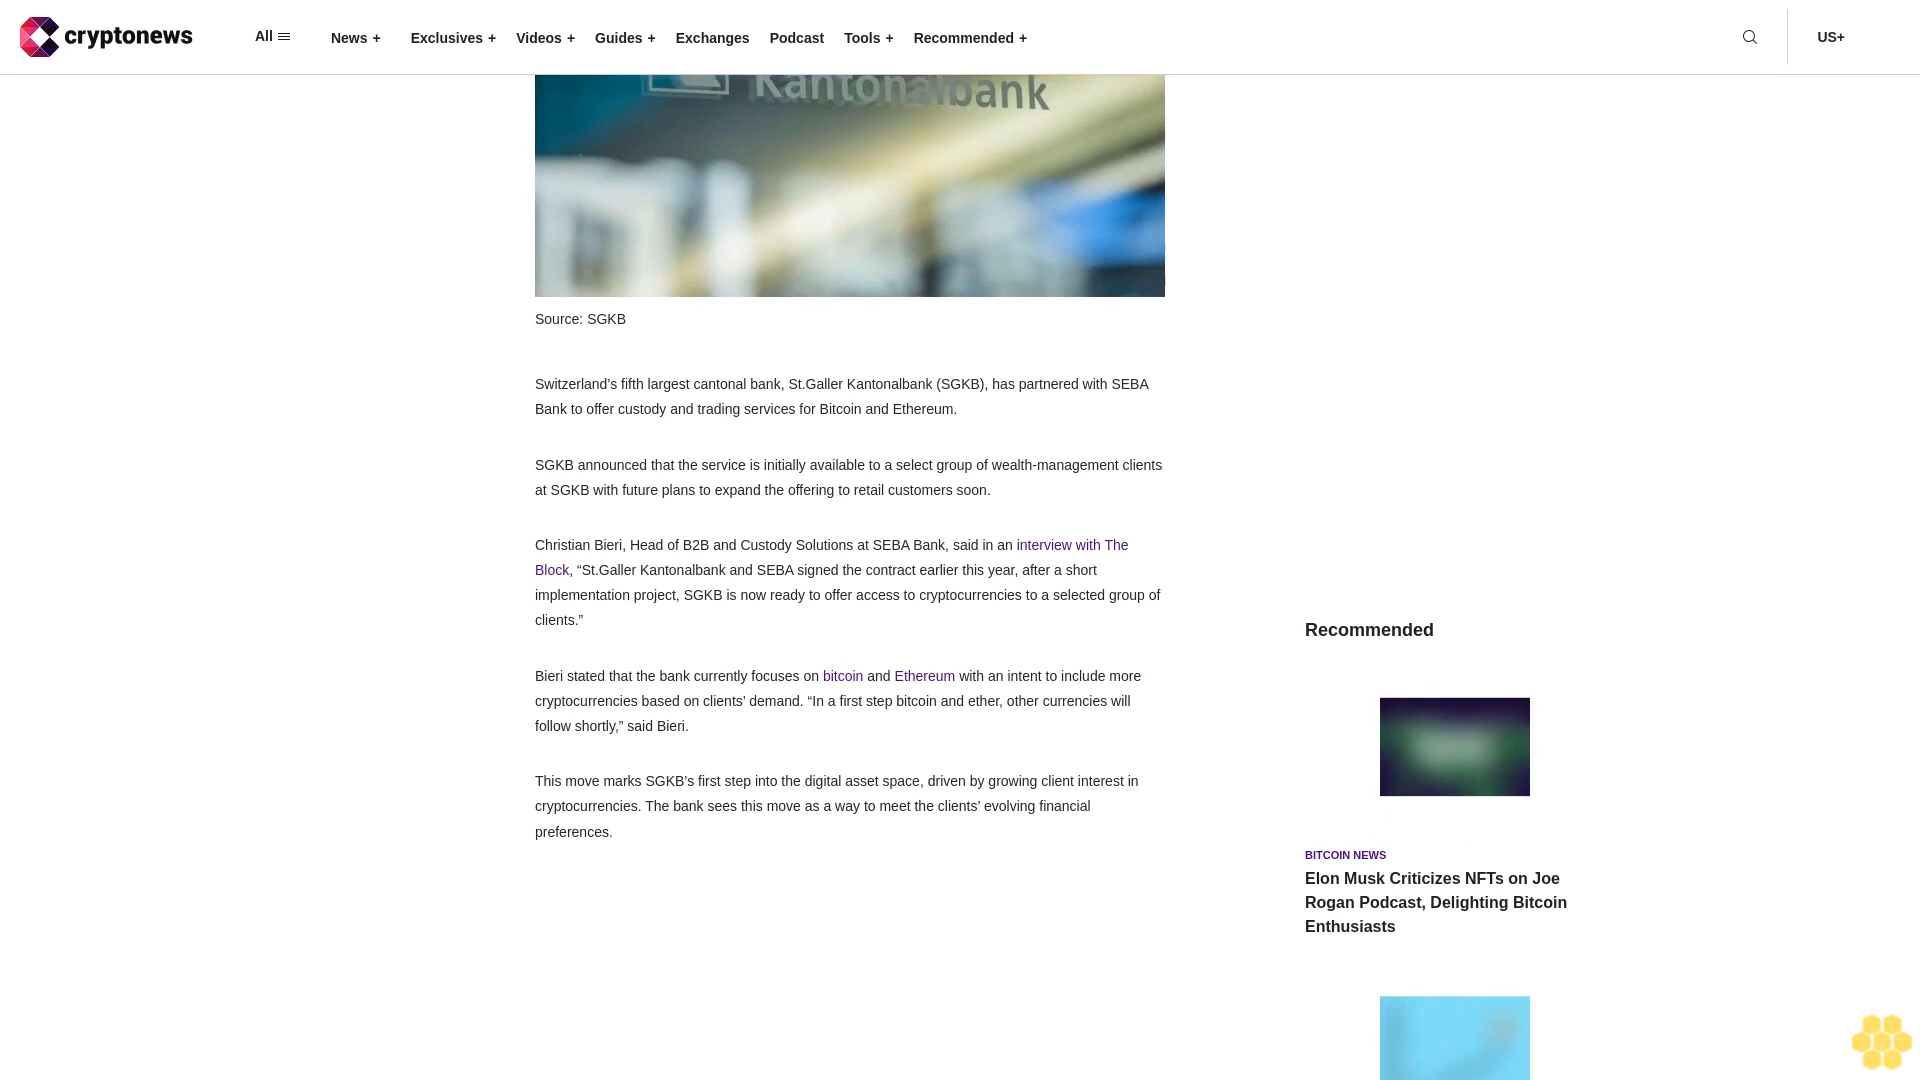 cryptonews
All
News +
Exclusives +
Videos +
Guides +
Exchanges
Podcast
Tools +
Recommended +
US+
Kantonalbank
Source: SGKB
Switzerland’s fifth largest cantonal bank, St.Galler Kantonalbank (SGKB), has partnered with SEBA
Bank to offer custody and trading services for Bitcoin and Ethereum.
SGKB announced that the service is initially available to a select group of wealth-management clients
at SGKB with future plans to expand the offering to retail customers soon.
Christian Bieri, Head of B2B and Custody Solutions at SEBA Bank, said in an interview with The
Block, “St.Galler Kantonalbank and SEBA signed the contract earlier this year, after a short
implementation project, SGKB is now ready to offer access to cryptocurrencies to a selected group of
clients.”
Bieri stated that the bank currently focuses on bitcoin and Ethereum with an intent to include more
cryptocurrencies based on clients’ demand. “In a first step bitcoin and ether, other currencies will
follow shortly,” said Bieri.
This move marks SGKB’s first step into the digital asset space, driven by growing client interest in
cryptocurrencies. The bank sees this move as a way to meet the clients’ evolving financial
preferences.
Recommended
BITCOIN NEWS
Elon Musk Criticizes NFTs on Joe
Rogan Podcast, Delighting Bitcoin
Enthusiasts